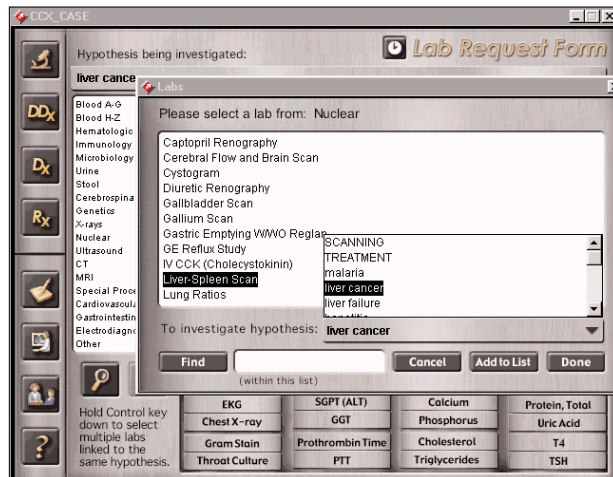 CCX_CASE
Hypothesis being investigated:
Lab Request Form
liver cance
DDx
Dx
Rx
?
Blood A-G
Blood H-Z
Hematologic
Immunology
Microbiology
Urine
Stool
Cerebrospina
Genetics
X-rays
Nuclear
Ultrasound
CT
MRI
Special Proce
Cardiovascula
Gastrointestin
Electrodiagno
Other
Labs
Please select a lab from: Nuclear
Captopril Renography
Cerebral Flow and Brain Scan
Cystogram
Diuretic Renography
Gallbladder Scan
Gallium Scan
Gastric Emptying W/WO Reglan
GE Reflux Study
IV CCK (Cholecystokinin)
Liver-Spleen Scan
Lung Ratios
SCANNING
TREATMENT
malaria
liver cancer
liver failure
To investigate hypothesis:
liver cancer
Find
(within this list)
Cancel
Add to List
Done
Hold Control key
down to select
multiple labs
linked to the
same hypothesis.
EKG
SGPT (ALT)
Calcium
Protein, Total
Chest X-ray
GGT
Phosphorus
Uric Acid
Gram Stain
Prothrombin Time
Cholesterol
T4
Throat Culture
PTT
Triglycerides
TSH